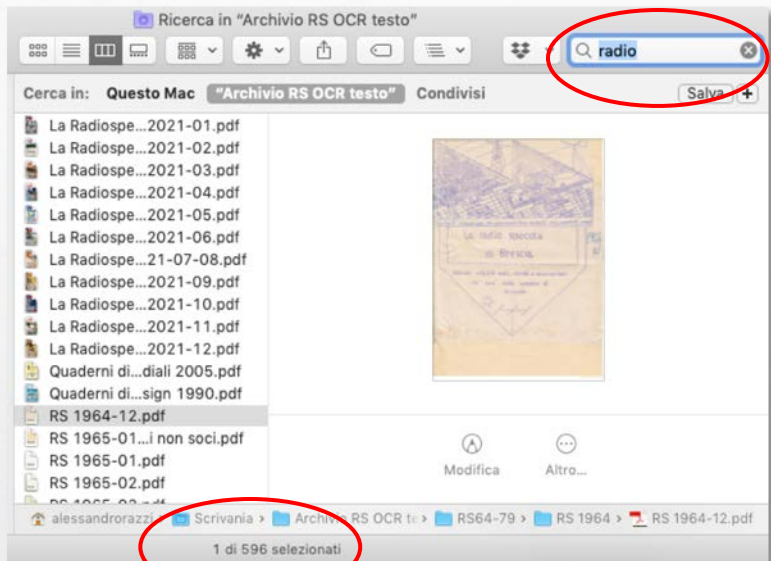 Ricerca in “Archivio RS OCR testo”
radio
Cerca in: Questo Mac “Archivio RS OCR testo” Condivisi Salva +
La Radiospe...2021-01.pdf
La Radiospe...2021-02.pdf
La Radiospe...2021-03.pdf
La Radiospe...2021-04.pdf
La Radiospe...2021-05.pdf
La Radiospe...2021-06.pdf
La Radiospe...21-07-08.pdf
La Radiospe...2021-09.pdf
La Radiospe...2021-10.pdf
La Radiospe...2021-11.pdf
La Radiospe...2021-12.pdf
Quaderni di...diali 2005.pdf
Quaderni di...sign 1990.pdf
RS 1964-12.pdf
RS 1965-01...i non soci.pdf
RS 1965-01.pdf
RS 1965-02.pdf
La radio
Modifica Altro...
alessandrorazzi › Scrivania › Archivio RS OCR te › RS64-79 › RS 1964 › RS 1964-12.pdf
1 di 596 selezionati